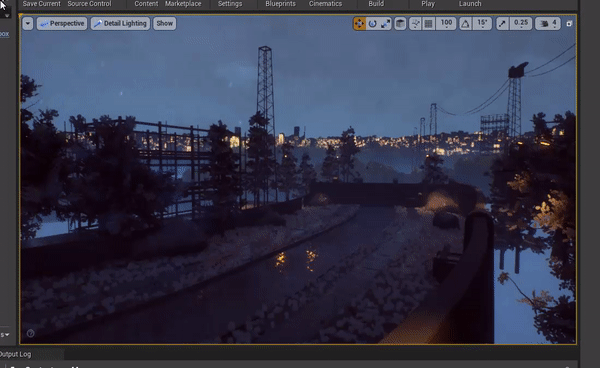 Save Current Source Control Content Marketplace Settings Blueprints Cinematics Build Play Launch
Perspective Detail Lighting Show 100 15° 0.25 4
Output Log